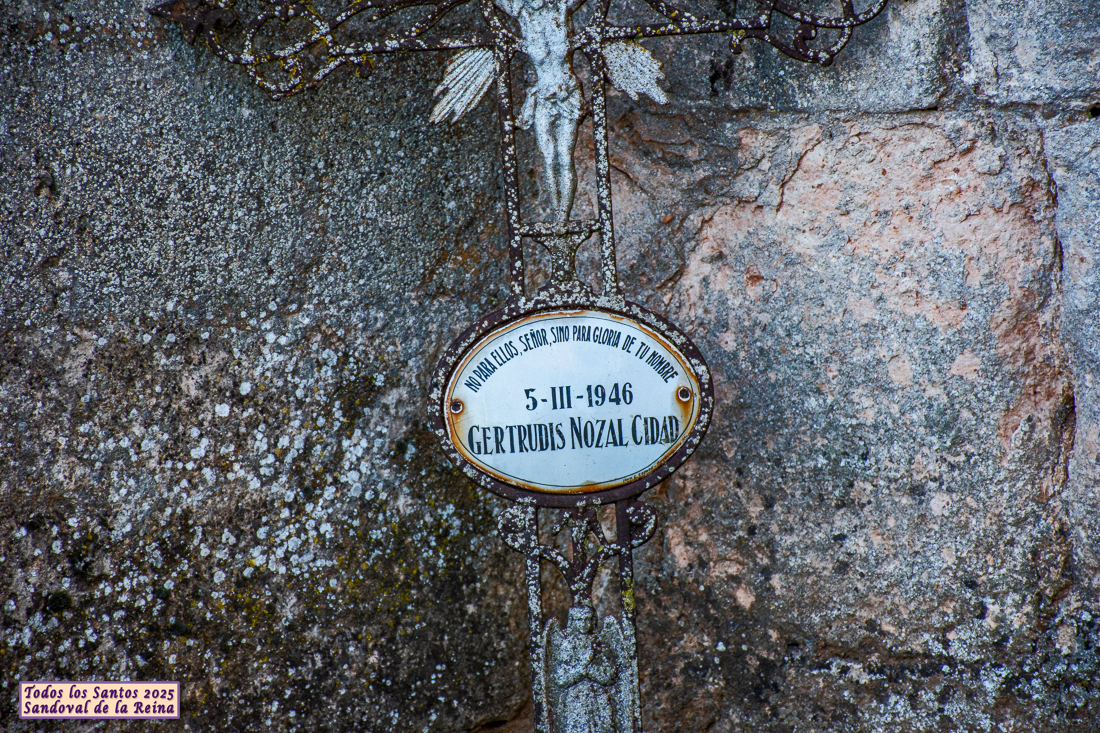 NO PARA ELLOS, SEÑOR, SINO PARA GLORIA DE TU NOMBRE
5-III-1946
GERTRUDIS NOZAL CIDAD
Todos los Santos 2025
Sandoval de la Reina